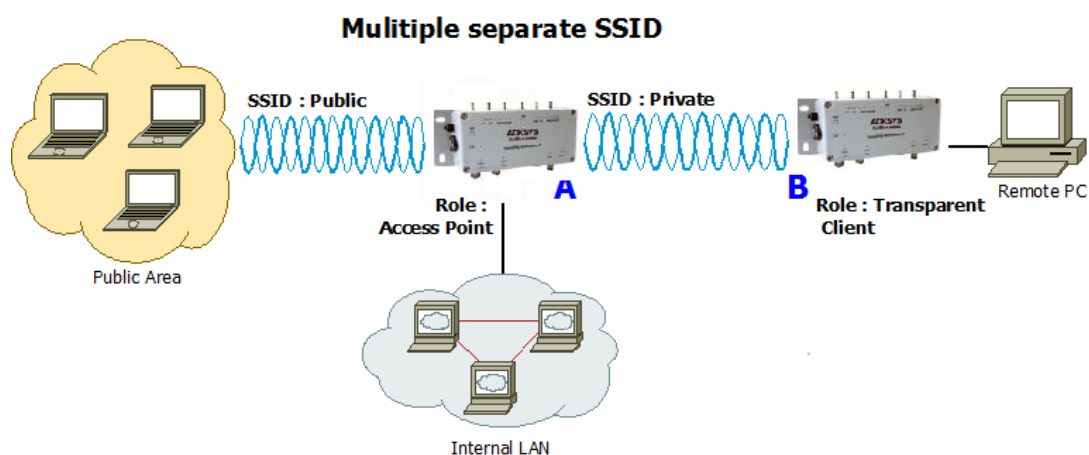 Mulitiple separate SSID
SSID : Public
SSID : Private
ACKSYS
A
B
Role :
Access Point
Role : Transparent
Client
Remote PC
Public Area
Internal LAN